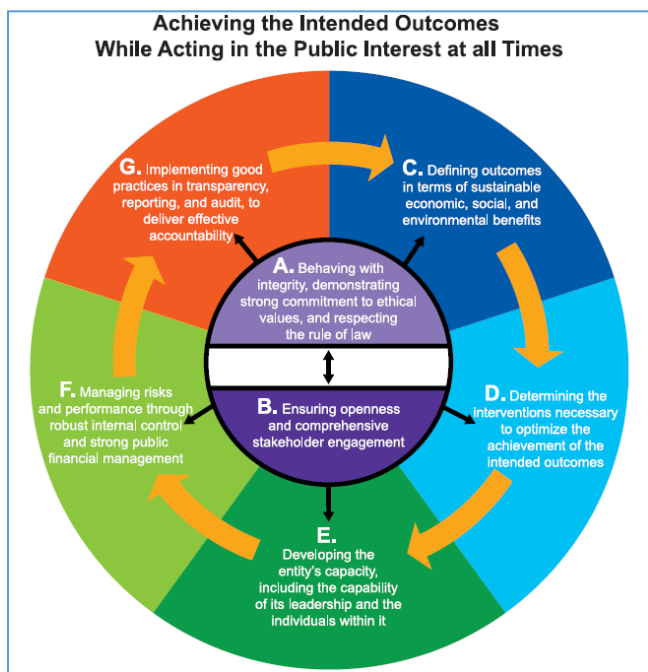 Achieving the Intended Outcomes
While Acting in the Public Interest at all Times
G. Implementing good
practices in transparency,
reporting, and audit, to
deliver effective
accountability
C. Defining outcomes
in terms of sustainable
economic, social, and
environmental benefits
A. Behaving with
integrity, demonstrating
strong commitment to ethical
values, and respecting
the rule of law
B. Ensuring openness
and comprehensive
stakeholder engagement
F. Managing risks
and performance through
robust internal control
and strong public
financial management
D. Determining the
interventions necessary
to optimize the
achievement of the
intended outcomes
E.
Developing the
entity's capacity,
including the capability
of its leadership and the
individuals within it